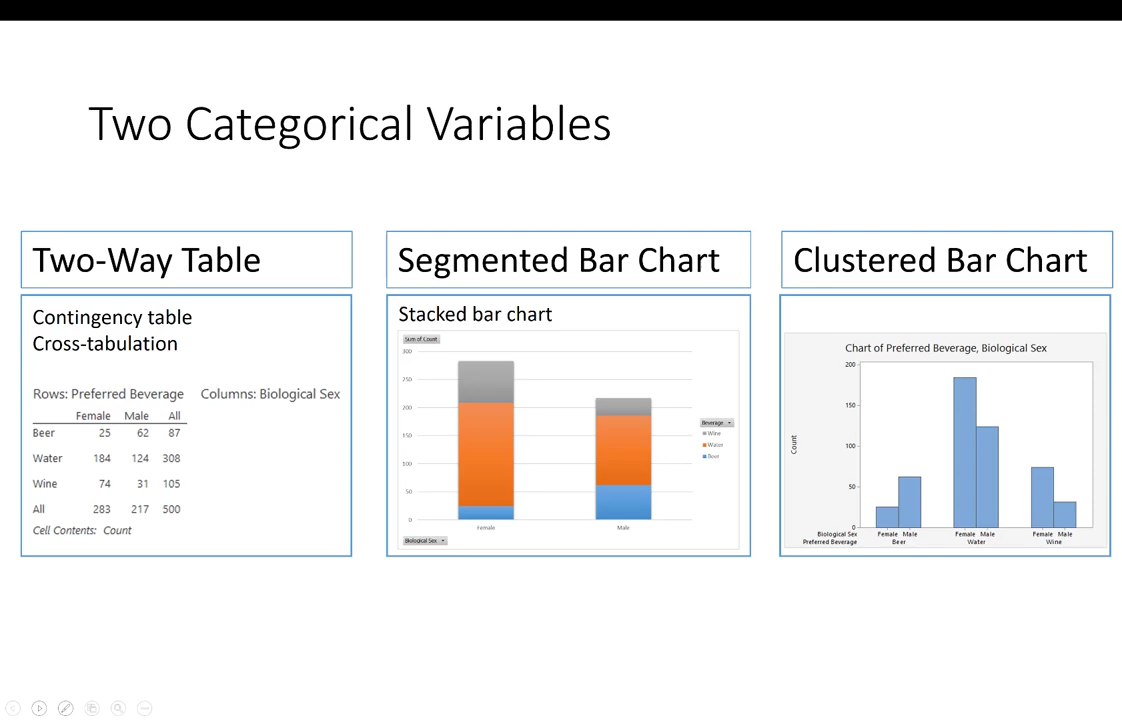 Two Categorical Variables
Two-Way Table
Contingency table
Cross-tabulation
Rows: Preferred Beverage Columns: Biological Sex
Female Male All
Beer 25 62 87
Water 184 124 308
Wine 74 31 105
All 283 217 500
Cell Contents: Count
Segmented Bar Chart
Stacked bar chart
Sum of Count
300
250
200
150
100
50
0
Female Male
Beverage
Wine
Water
Beer
Biological Sex
Clustered Bar Chart
Chart of Preferred Beverage, Biological Sex
Count
200
150
100
50
0
Biological Sex Female Male Female Male Female Male
Preferred Beverage Beer Water Wine